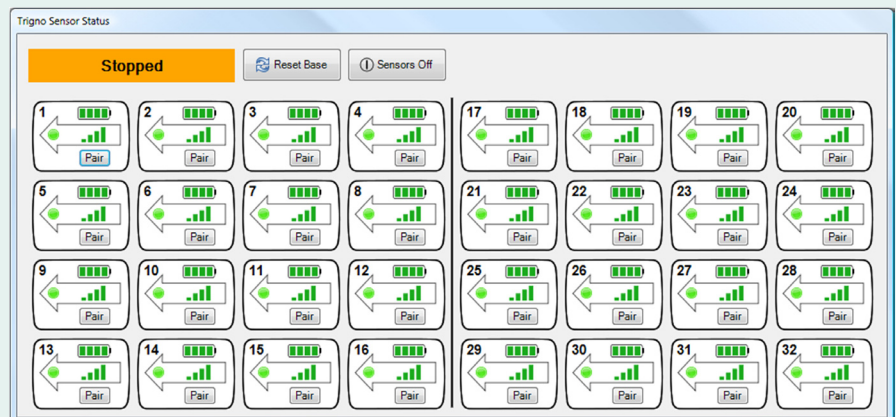 Trigno Sensor Status
Stopped Reset Base Sensors Off
1 2 3 4 17 18 19 20
Pair Pair Pair Pair Pair Pair Pair Pair
5 6 7 8 21 22 23 24
Pair Pair Pair Pair Pair Pair Pair Pair
9 10 11 12 25 26 27 28
Pair Pair Pair Pair Pair Pair Pair Pair
13 14 15 16 29 30 31 32
Pair Pair Pair Pair Pair Pair Pair Pair